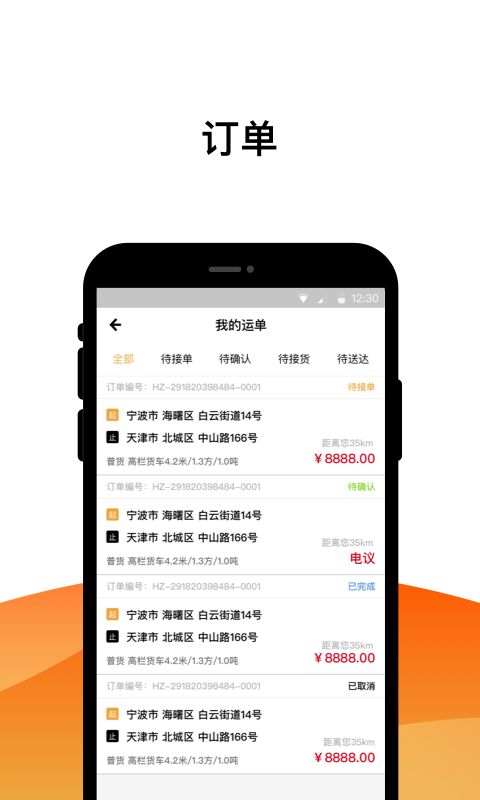 订单
12:30
我的运单
全部 待接单 待确认 待接货 待送达
订单编号：HZ-291820398484-0001 待接单
起 宁波市 海曙区 白云街道14号
止 天津市 北城区 中山路166号
距离您35km
普货 高栏货车4.2米/1.3方/1.0吨 ￥8888.00
订单编号：HZ-291820398484-0001 待确认
起 宁波市 海曙区 白云街道14号
止 天津市 北城区 中山路166号
距离您35km
普货 高栏货车4.2米/1.3方/1.0吨 电议
订单编号：HZ-291820398484-0001 已完成
起 宁波市 海曙区 白云街道14号
止 天津市 北城区 中山路166号
距离您35km
普货 高栏货车4.2米/1.3方/1.0吨 ￥8888.00
订单编号：HZ-291820398484-0001 已取消
起 宁波市 海曙区 白云街道14号
止 天津市 北城区 中山路166号
距离您35km
普货 高栏货车4.2米/1.3方/1.0吨 ￥8888.00